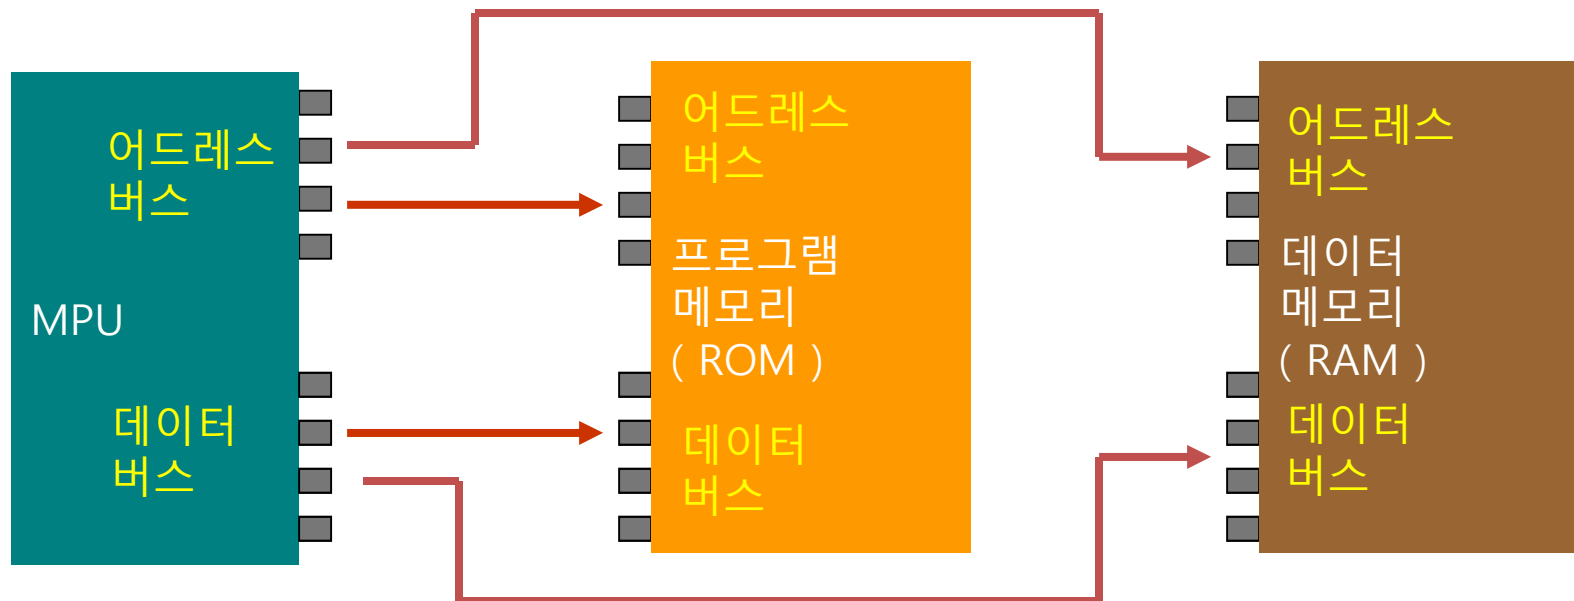 어드레스
버스
MPU
데이터
버스
어드레스
버스
프로그램
메모리
( ROM )
데이터
버스
어드레스
버스
데이터
메모리
( RAM )
데이터
버스